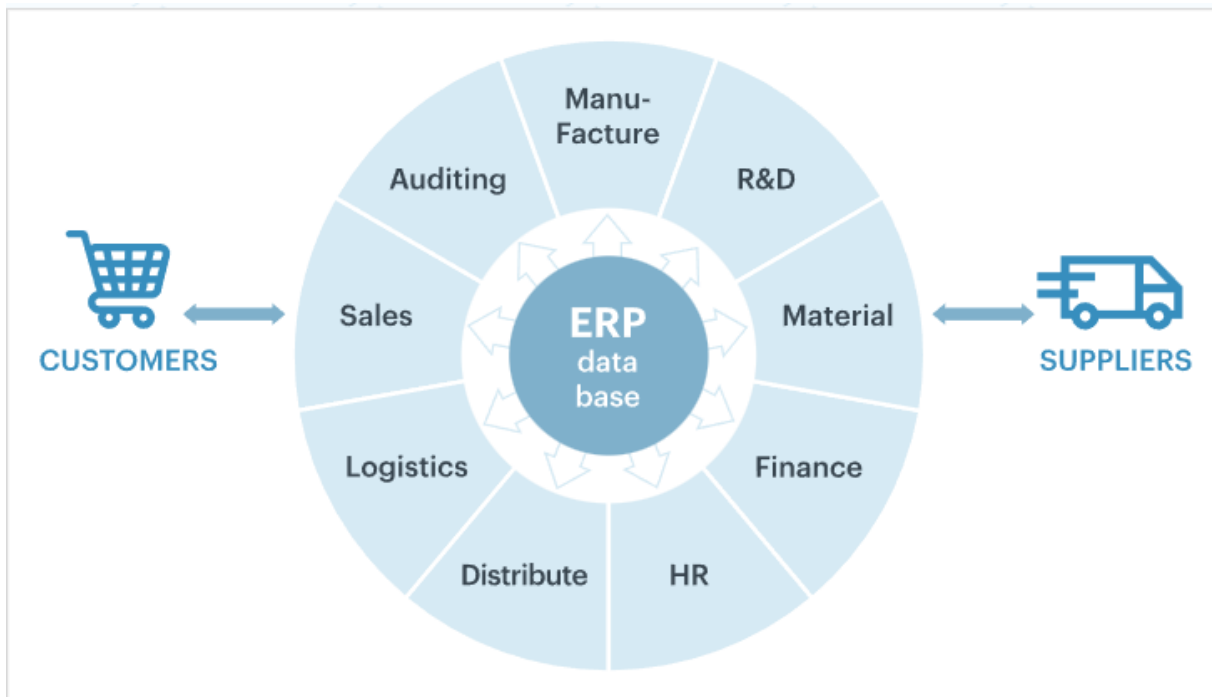 Manu-
Facture
Auditing
R&D
Sales
ERP
data
base
Material
CUSTOMERS
SUPPLIERS
Logistics
Finance
Distribute
HR